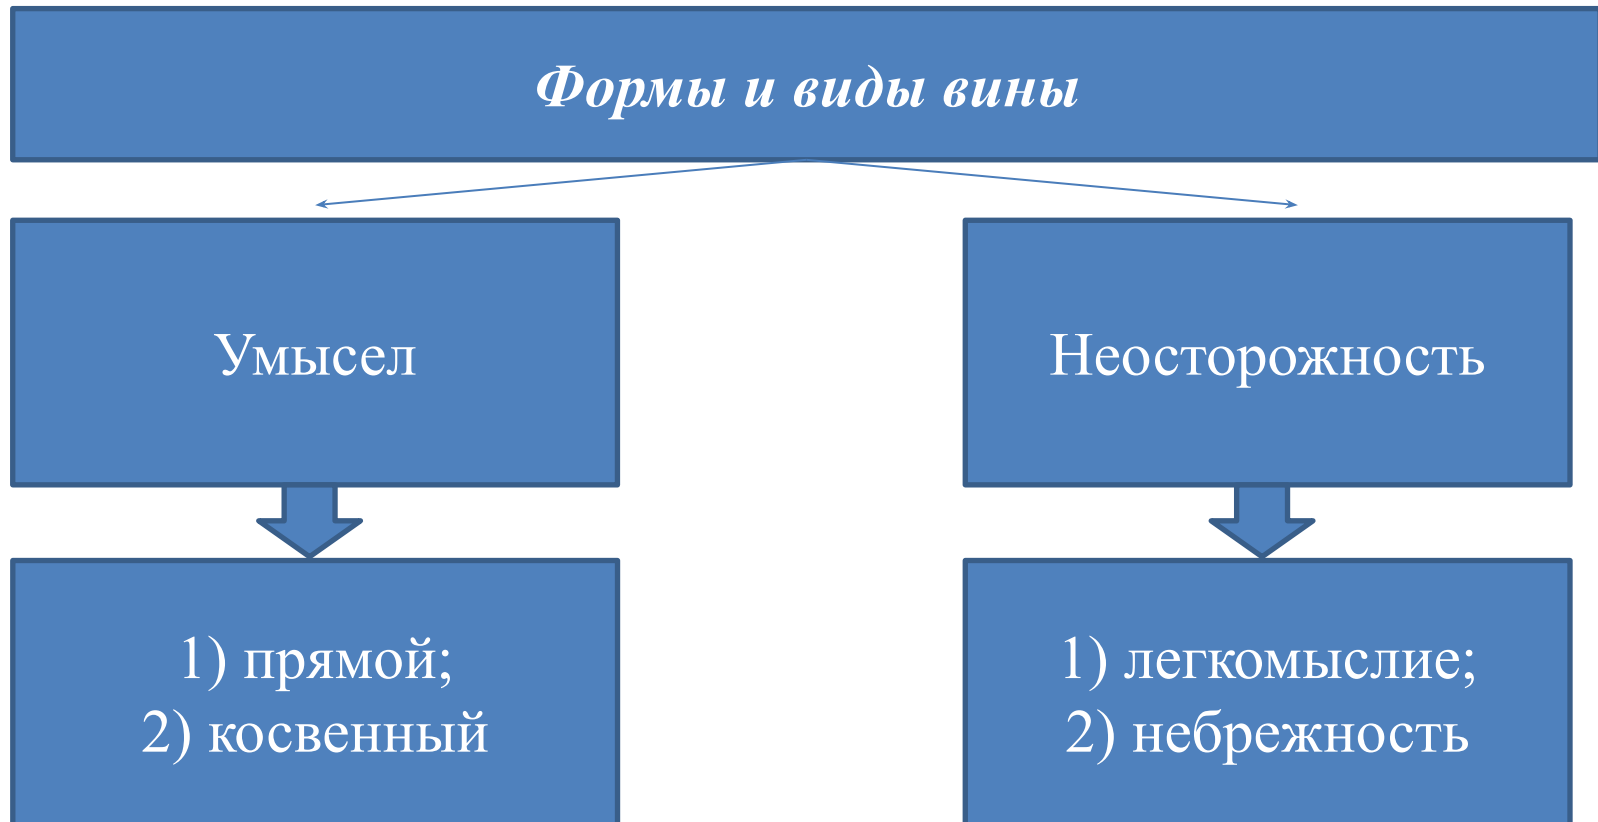 Формы и виды вины
Умысел
Неосторожность
1) прямой;
2) косвенный
1) легкомыслие;
2) небрежность